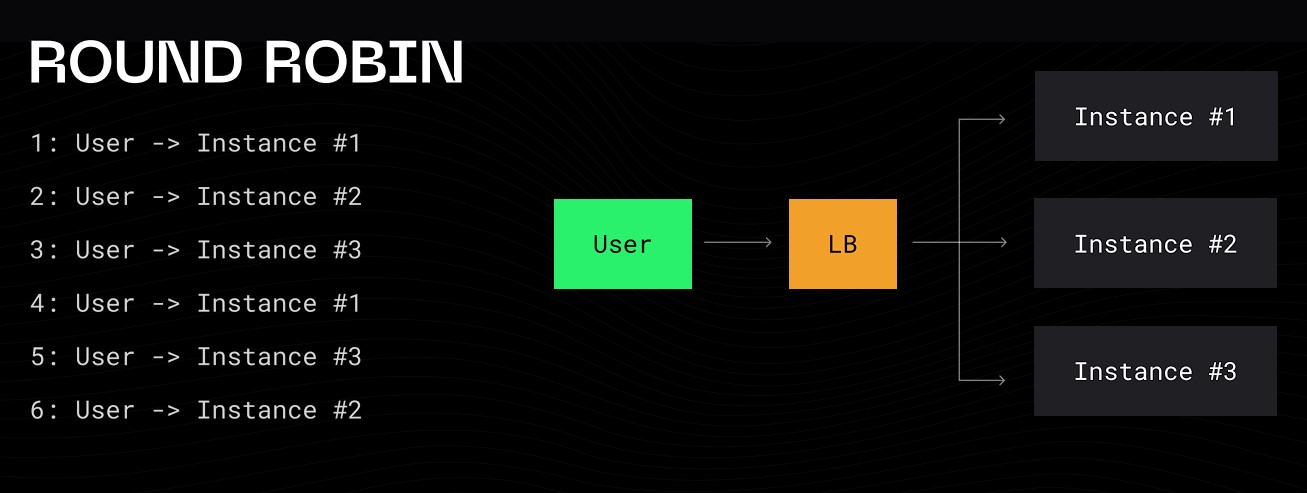 ROUND ROBIN
1: User -> Instance #1
2: User -> Instance #2
3: User -> Instance #3
4: User -> Instance #1
5: User -> Instance #3
6: User -> Instance #2
User
LB
Instance #1
Instance #2
Instance #3